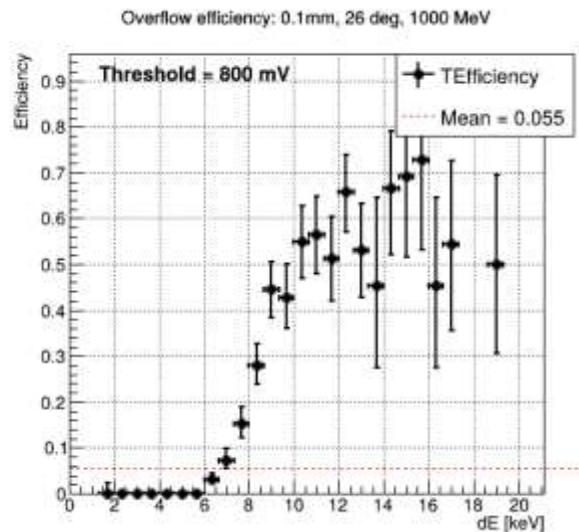 Overflow efficiency: 0.1mm, 26 deg, 1000 MeV
Efficiency
Threshold = 800 mV
TEfficiency
Mean = 0.055
0.9
0.8
0.7
0.6
0.5
0.4
0.3
0.2
0.1
0
0 2 4 6 8 10 12 14 16 18 20
dE [keV]